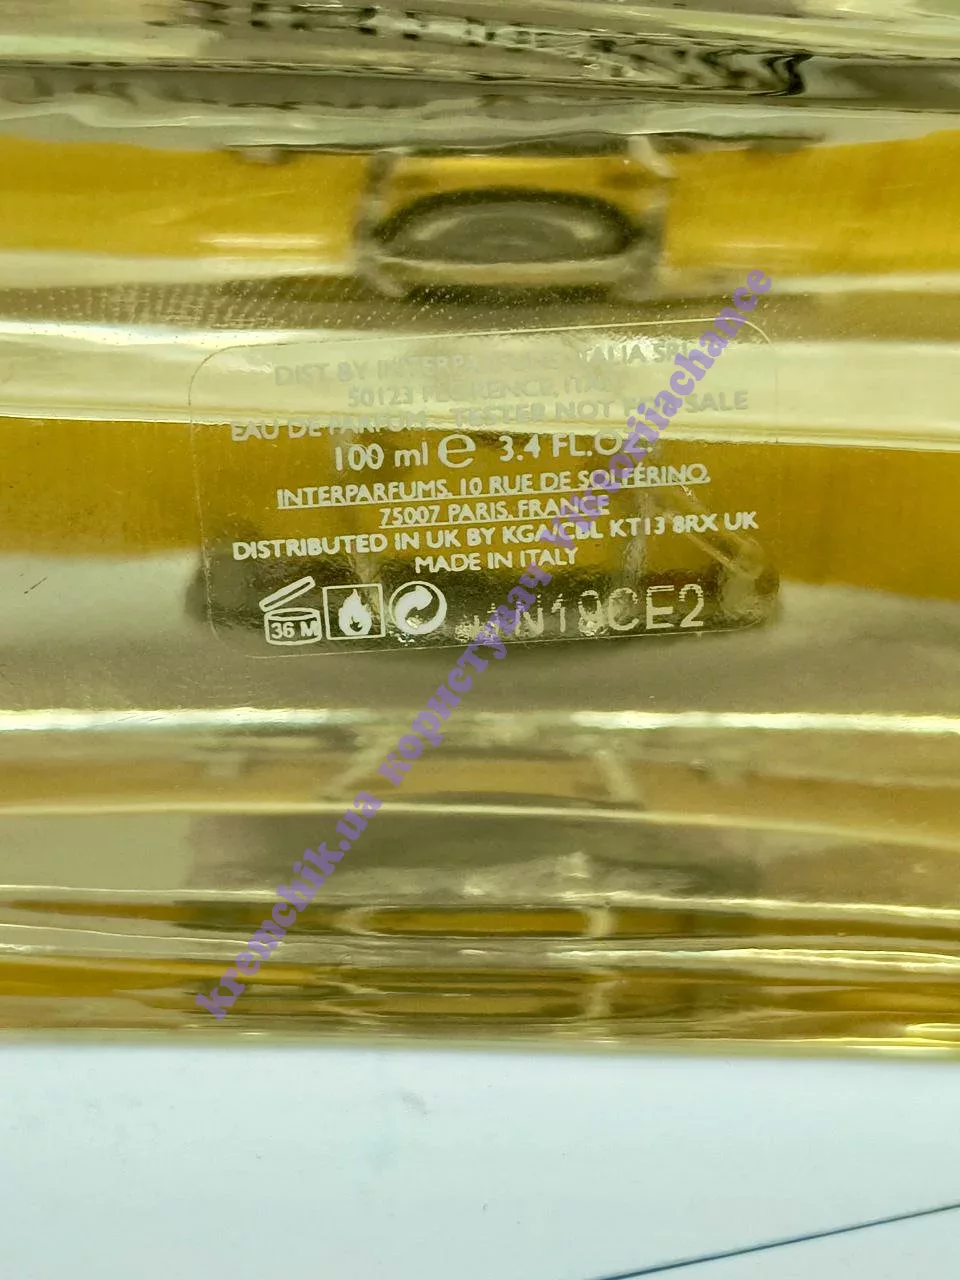 DIST BY INTERPARFUMS ITALIA SRL
50123 FLORENCE, ITALY
EAU DE PARFUM - TESTER NOT FOR SALE
100 ml e 3.4 FL.OZ.
INTERPARFUMS, 10 RUE DE SOLFÉRINO,
75007 PARIS, FRANCE
DISTRIBUTED IN UK BY KGA/CBL KT13 8RX UK
MADE IN ITALY
36 M
kremchik.ua користувач viktoriiachance